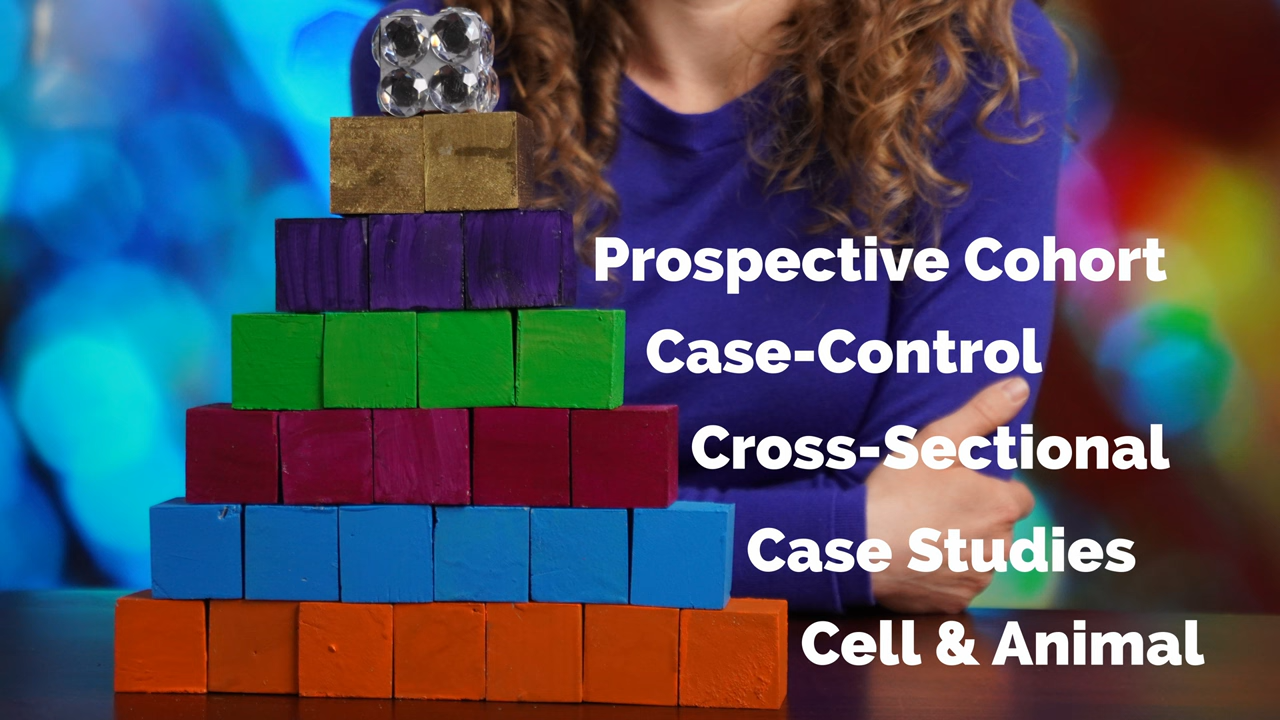 Prospective Cohort
Case-Control
Cross-Sectional
Case Studies
Cell & Animal